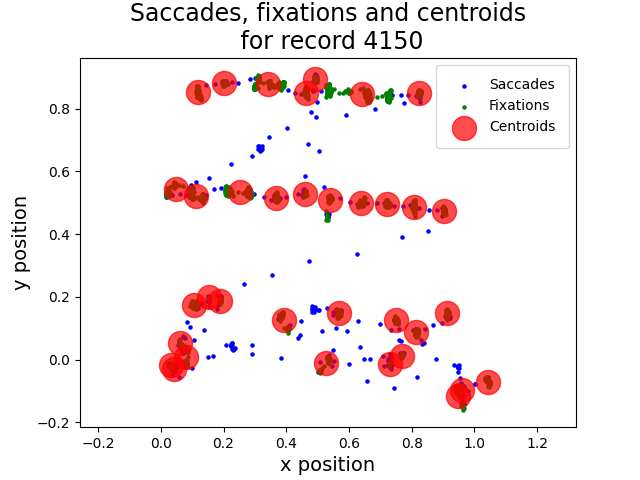 Saccades, fixations and centroids
for record 4150
Saccades
Fixations
Centroids
y position
0.8
0.6
0.4
0.2
0.0
−0.2
−0.2
0.0
0.2
0.4
0.6
0.8
1.0
1.2
x position